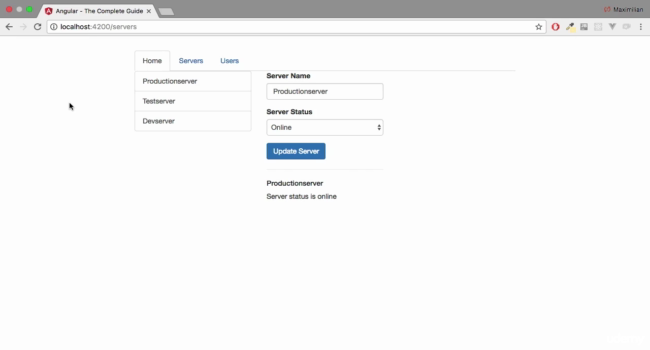 Angular - The Complete Guide
Maximilian
localhost:4200/servers
Home Servers Users
Productionserver
Testserver
Devserver
Server Name
Productionserver
Server Status
Online
Update Server
Productionserver
Server status is online